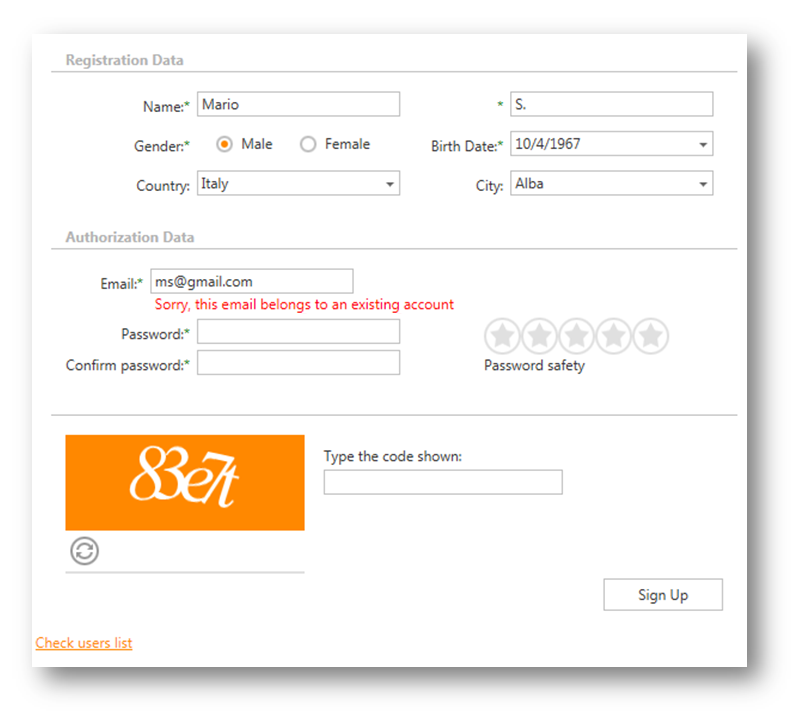 Registration Data
Name:* Mario * S.
Gender:* Male Female Birth Date:* 10/4/1967
Country: Italy City: Alba
Authorization Data
Email:* ms@gmail.com
Sorry, this email belongs to an existing account
Password:*
Confirm password:* Password safety
Type the code shown:
83e7t
Sign Up
Check users list